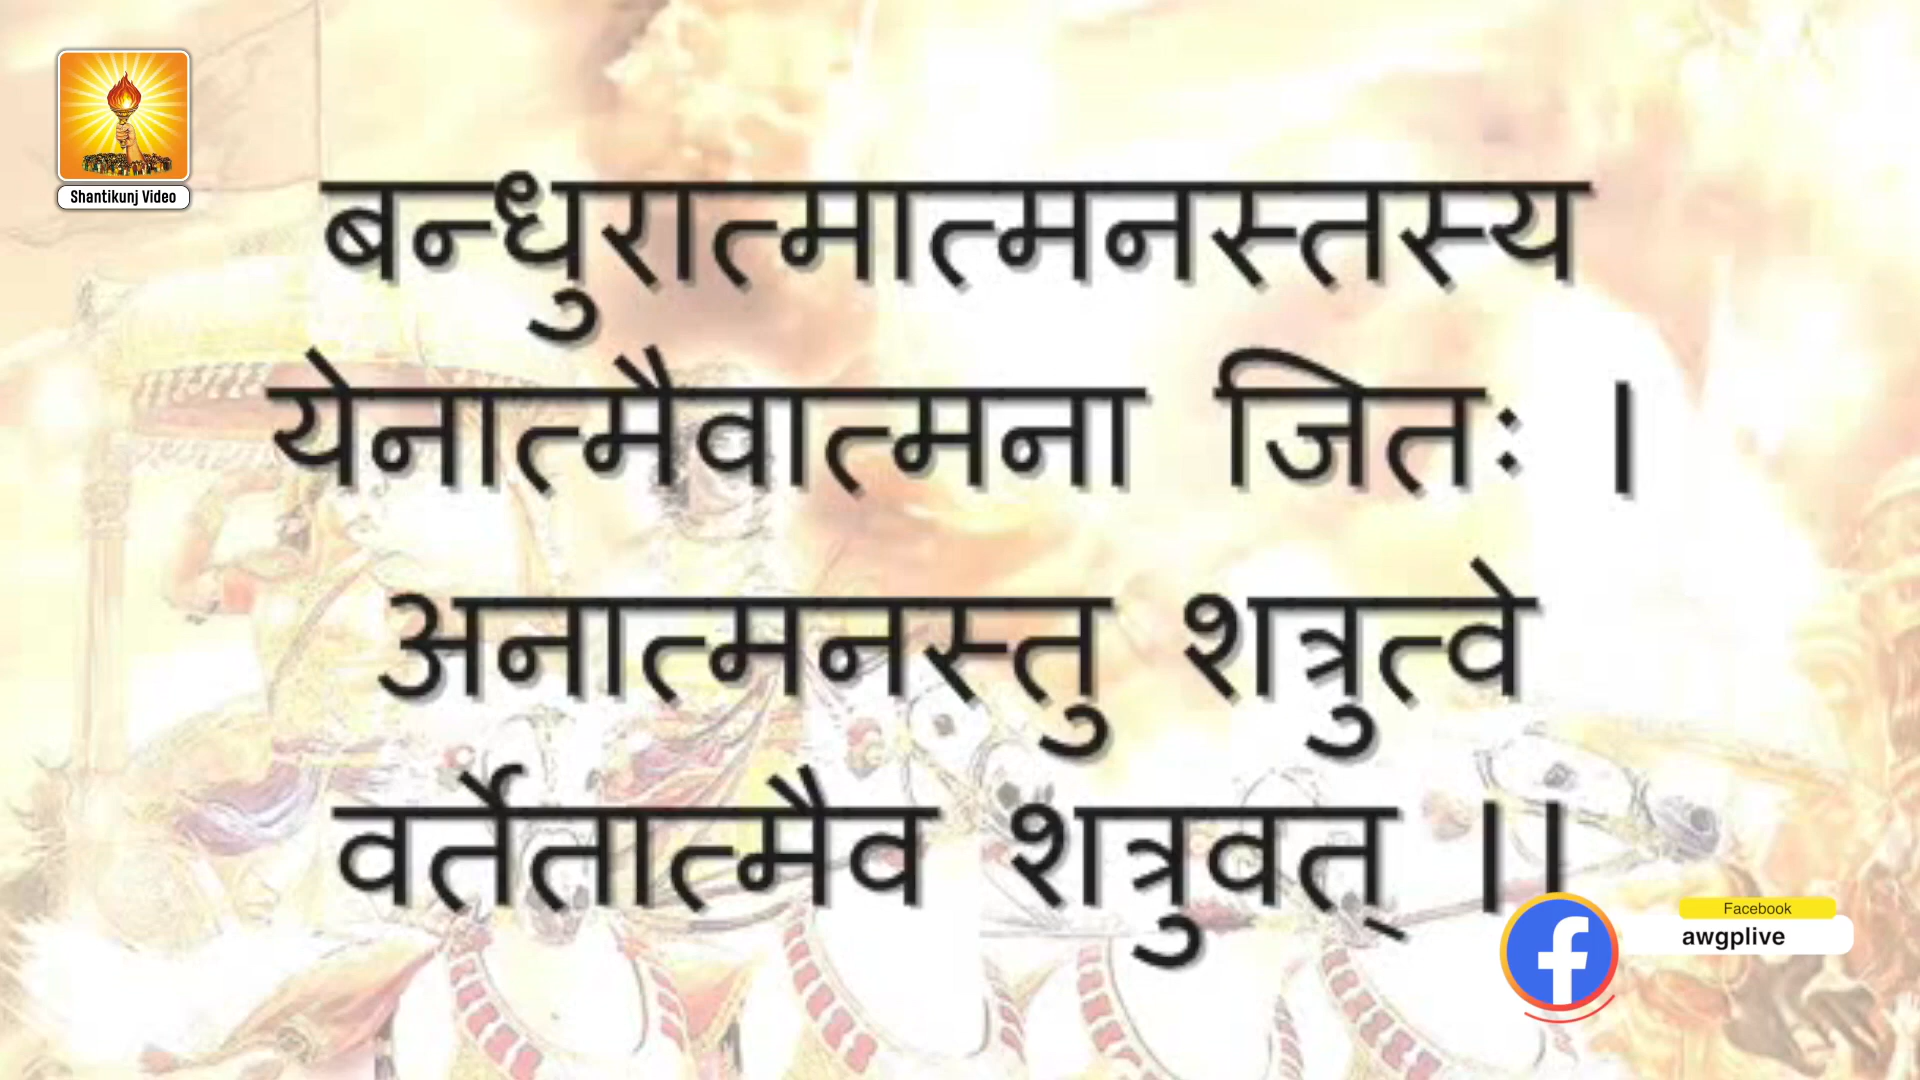 Shantikunj Video
बन्धुरात्मात्मनस्तस्य
येनात्मैवात्मना जितः ।
अनात्मनस्तु शत्रुत्वे
वर्तेतात्मैव शत्रुवत् ।।
Facebook
awgplive